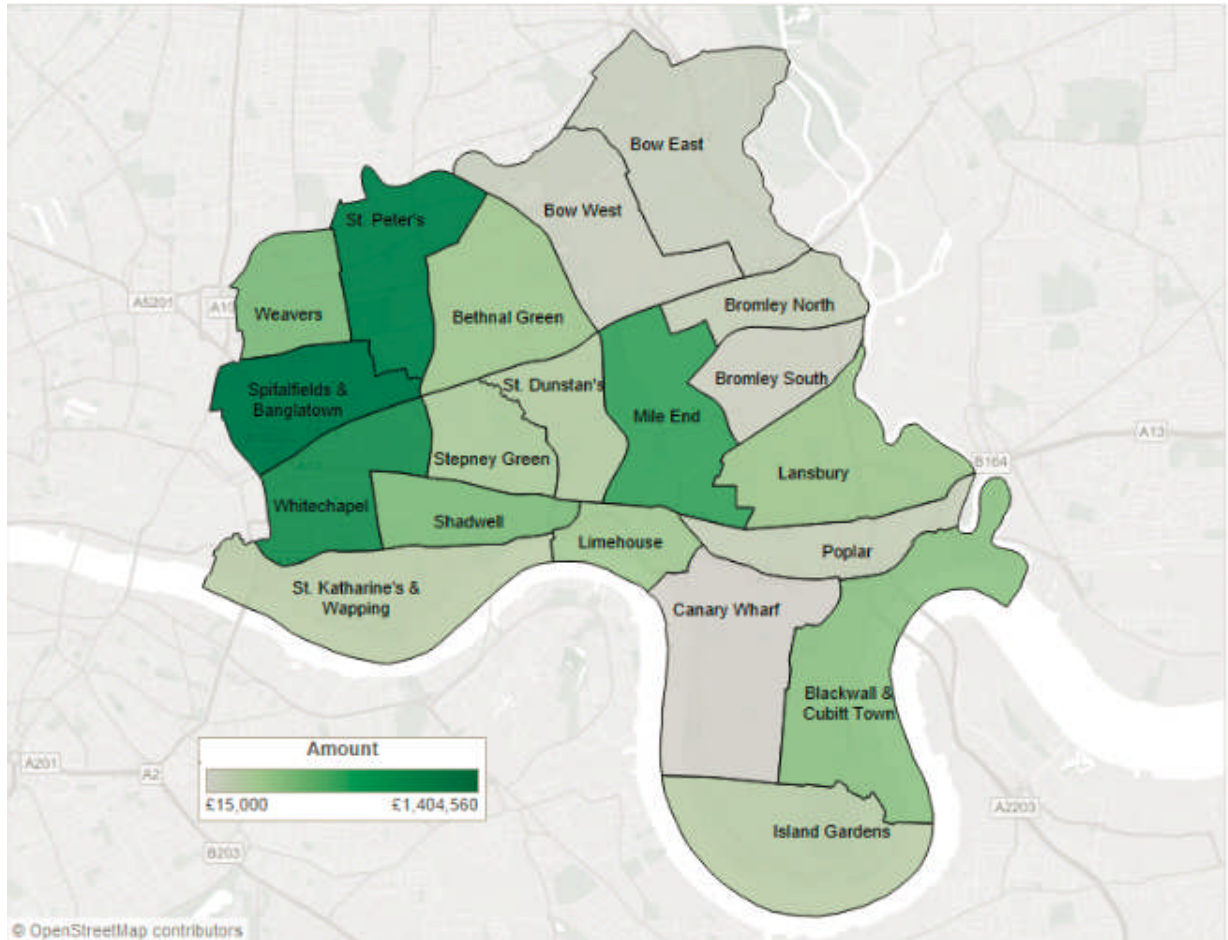 Bow East
Bow West
St. Peter's
Weavers
Bethnal Green
Bromley North
A5201
A10
Spitalfields &
Banglatown
St. Dunstan's
Bromley South
Mile End
Stepney Green
Lansbury
A13
B164
Whitechapel
Shadwell
Limehouse
Poplar
St. Katharine's &
Wapping
Canary Wharf
Blackwall &
Cubitt Town
Amount
£15,000 £1,404,560
A201
A2
A2203
Island Gardens
B203
© OpenStreetMap contributors